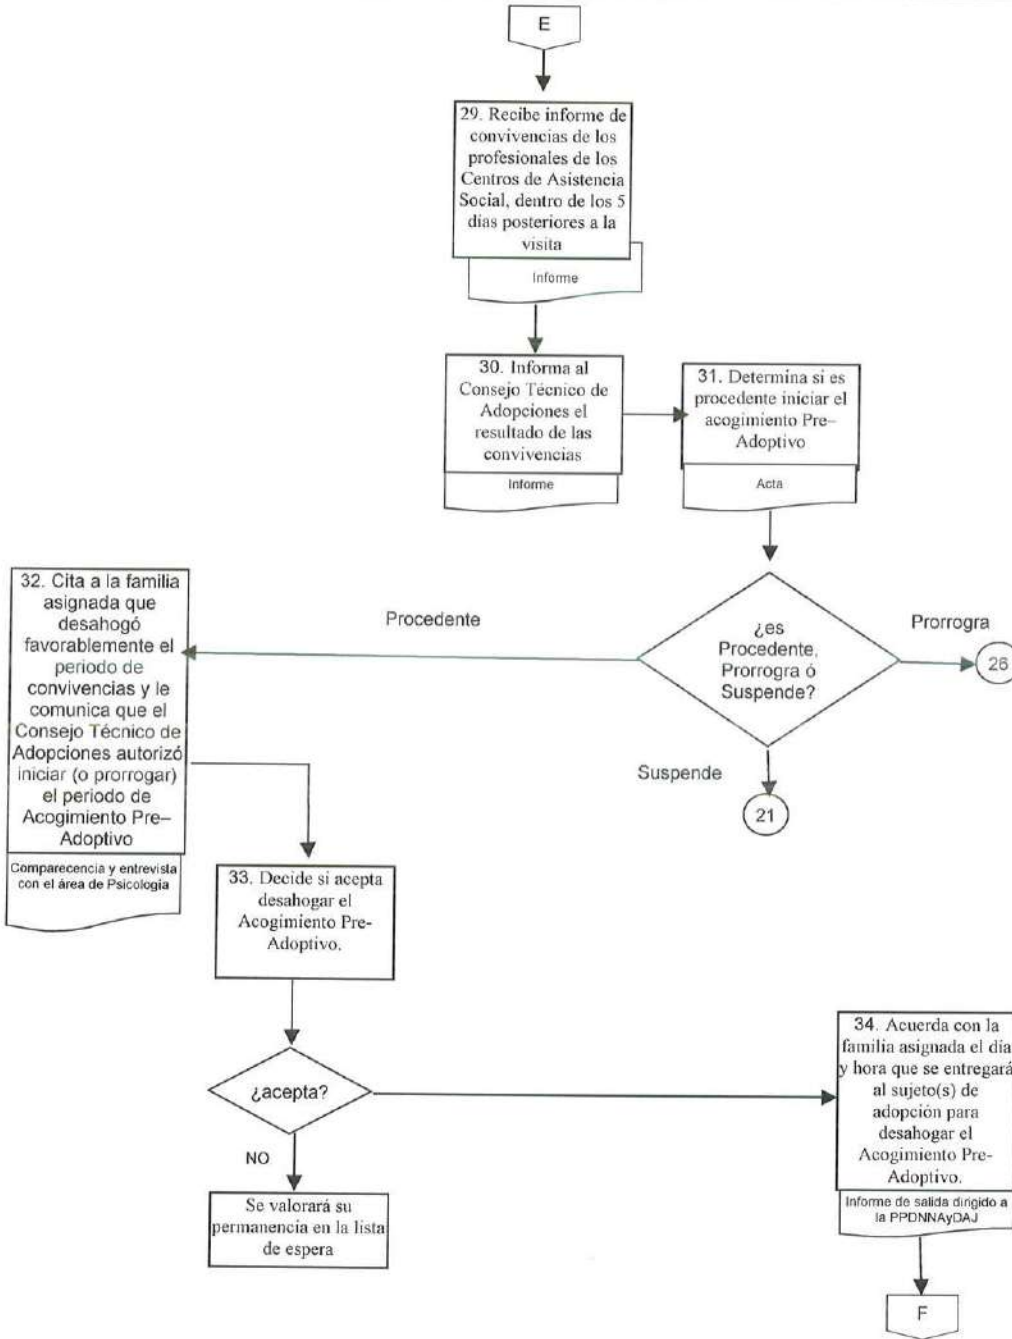 E
29. Recibe informe de
convivencias de los
profesionales de los
Centros de Asistencia
Social, dentro de los 5
días posteriores a la
visita
Informe
30. Informa al
Consejo Técnico de
Adopciones el
resultado de las
convivencias
Informe
31. Determina si es
procedente iniciar el
acogimiento Pre–
Adoptivo
Acta
¿es
Procedente,
Prorrogra ó
Suspende?
Procedente
Prorrogra
26
Suspende
21
32. Cita a la familia
asignada que
desahogó
favorablemente el
periodo de
convivencias y le
comunica que el
Consejo Técnico de
Adopciones autorizó
iniciar (o prorrogar)
el periodo de
Acogimiento Pre–
Adoptivo
Comparecencia y entrevista
con el área de Psicología
33. Decide si acepta
desahogar el
Acogimiento Pre-
Adoptivo.
¿acepta?
NO
Se valorará su
permanencia en la lista
de espera
34. Acuerda con la
familia asignada el día
y hora que se entregará
al sujeto(s) de
adopción para
desahogar el
Acogimiento Pre-
Adoptivo.
Informe de salida dirigido a
la PPDNNAyDAJ
F